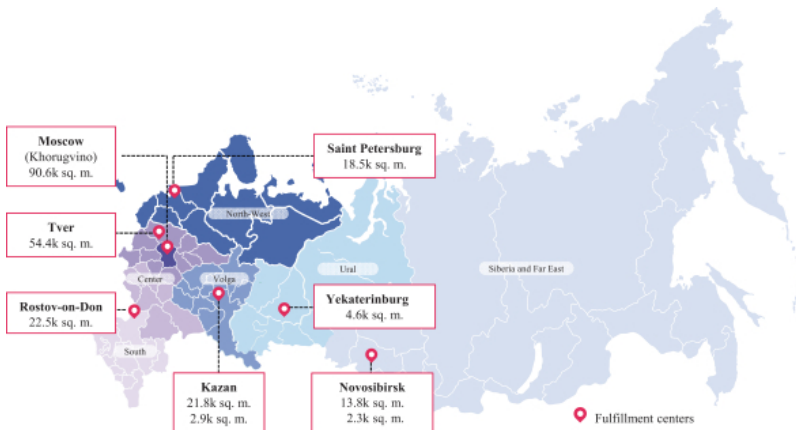 Moscow
(Khorugvino)
90.6k sq. m.
Saint Petersburg
18.5k sq. m.
North-West
Tver
54.4k sq. m.
Center
Volga
Ural
Siberia and Far East
Rostov-on-Don
22.5k sq. m.
Yekaterinburg
4.6k sq. m.
South
Kazan
21.8k sq. m.
2.9k sq. m.
Novosibirsk
13.8k sq. m.
2.3k sq. m.
Fulfillment centers